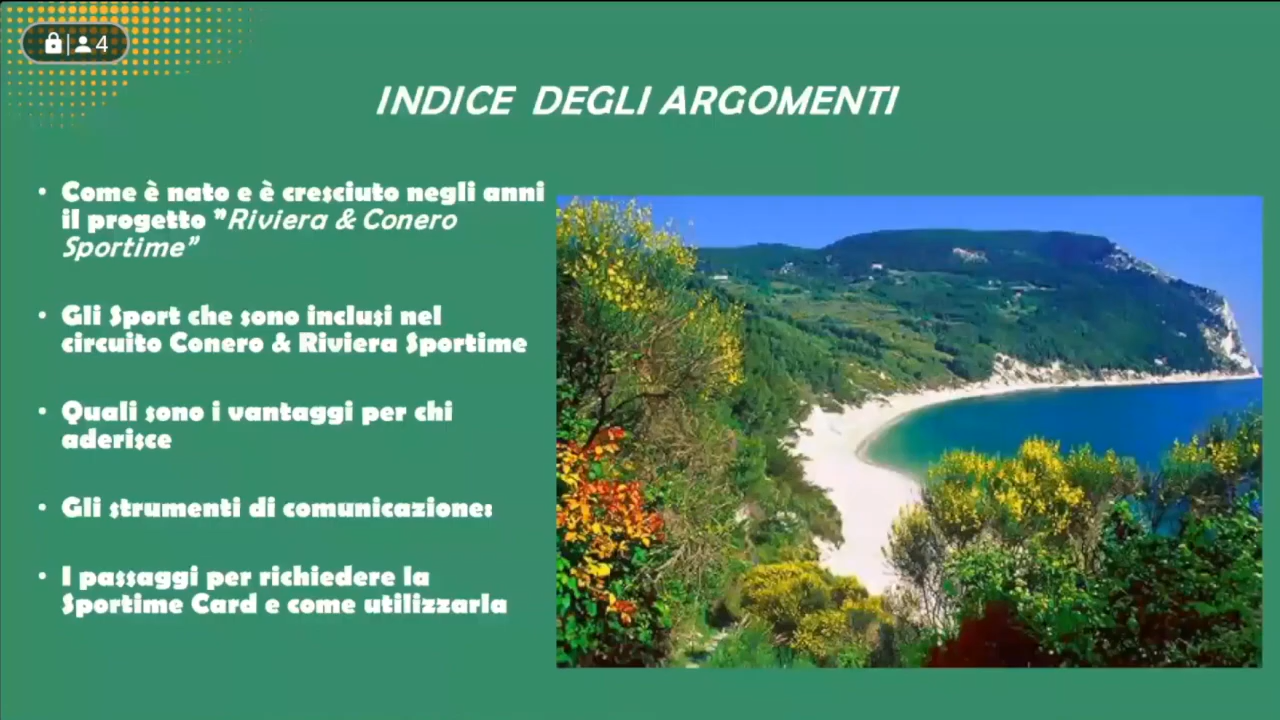 4
INDICE DEGLI ARGOMENTI
• Come è nato e è cresciuto negli anni
il progetto "Riviera & Conero
Sportime"
• Gli Sport che sono inclusi nel
circuito Conero & Riviera Sportime
• Quali sono i vantaggi per chi
aderisce
• Gli strumenti di comunicazione:
• I passaggi per richiedere la
Sportime Card e come utilizzarla